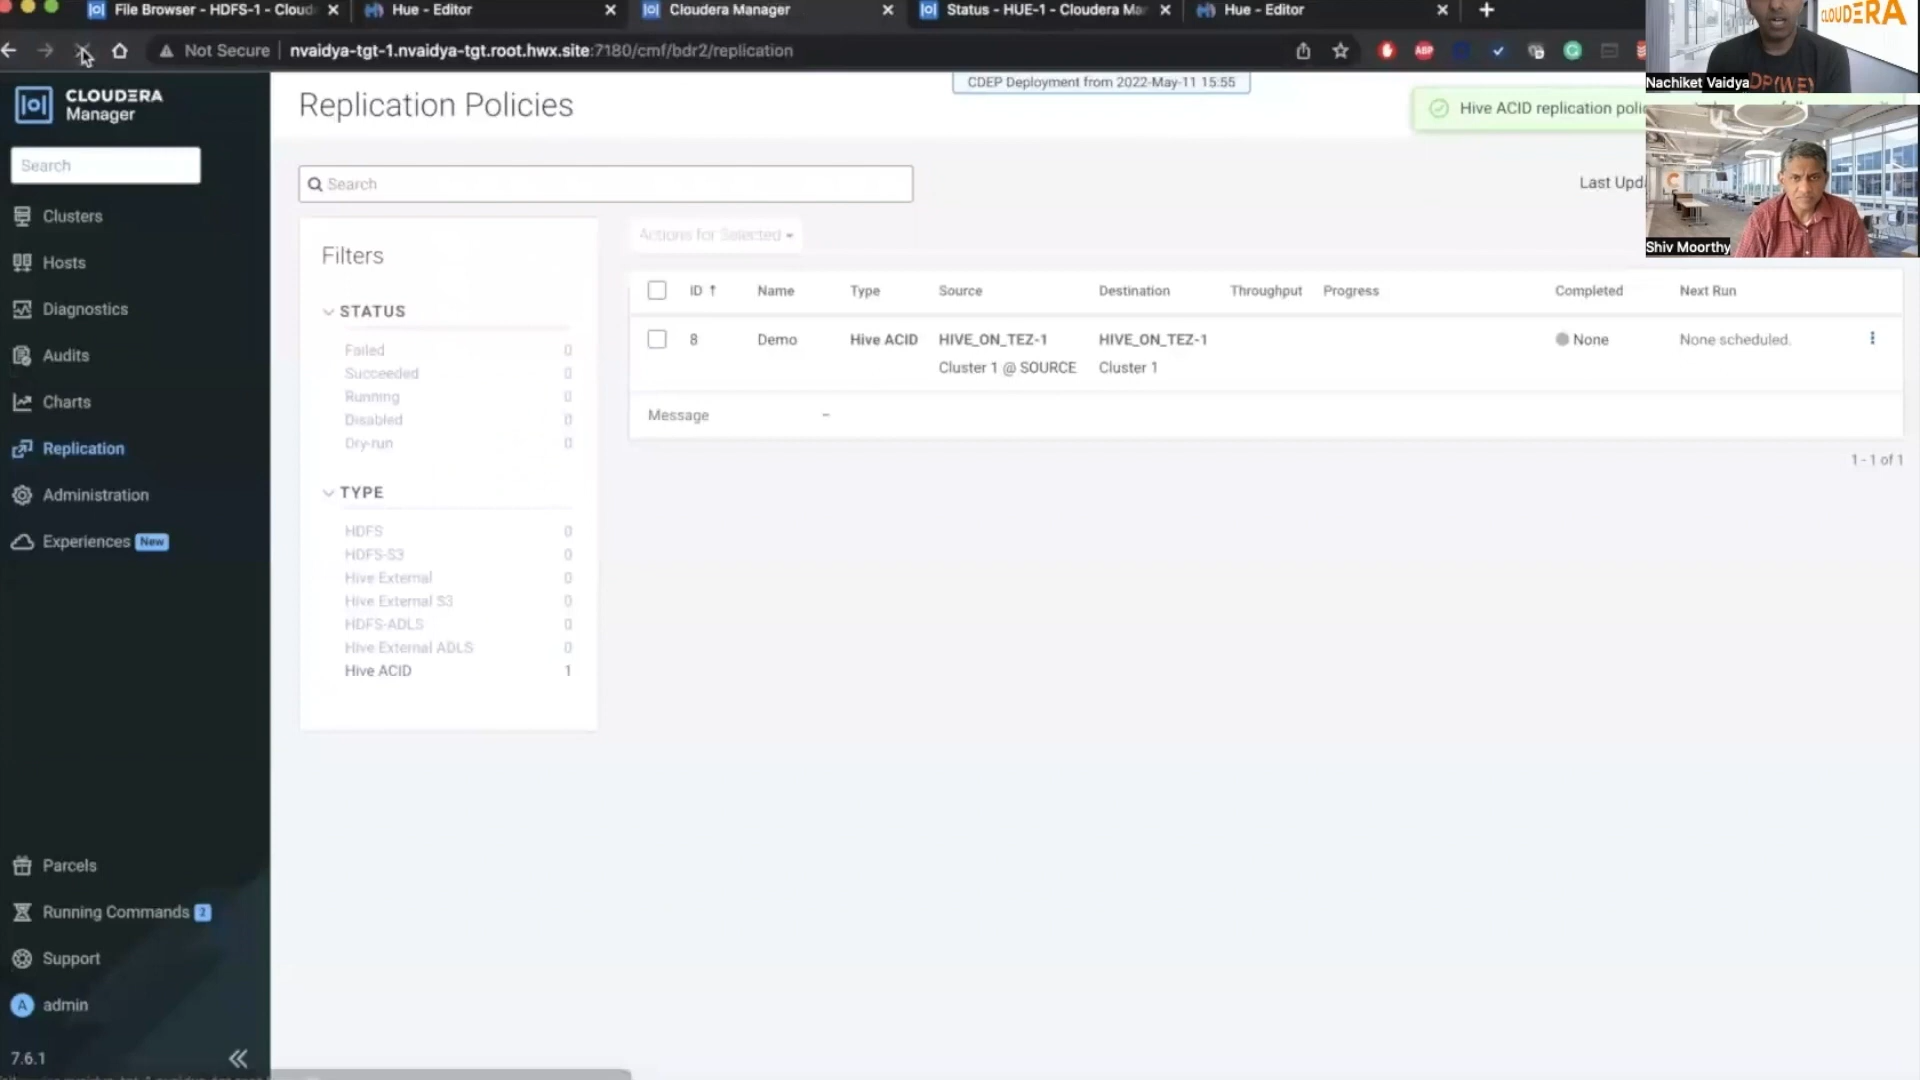 File Browser - HDFS-1 - Cloud
Hue - Editor
Cloudera Manager
Status - HUE-1 - Cloudera Ma
Hue - Editor
Not Secure
nvaidya-tgt-1.nvaidya-tgt.root.hwx.site:7180/cmf/bdr2/replication
ABP
CLOUDERA
Nachiket Vaidya
Shiv Moorthy
CLOUDERA
Manager
Search
Clusters
Hosts
Diagnostics
Audits
Charts
Replication
Administration
Experiences New
Parcels
Running Commands 2
Support
A admin
7.6.1
CDEP Deployment from 2022-May-11 15:55
Replication Policies
Hive ACID replication
Search
Last
Filters
STATUS
Failed 0
Succeeded 0
Running 0
Disabled 0
Dry-run 0
TYPE
HDFS 0
HDFS-S3 0
Hive External 0
Hive External S3 0
HDFS-ADLS 0
Hive External ADLS 0
Hive ACID 1
Actions for Selected
ID ↑ Name Type Source Destination Throughput Progress Completed Next Run
8 Demo Hive ACID HIVE_ON_TEZ-1 HIVE_ON_TEZ-1 None None scheduled.
Cluster 1 @ SOURCE Cluster 1
Message –
1 - 1 of 1